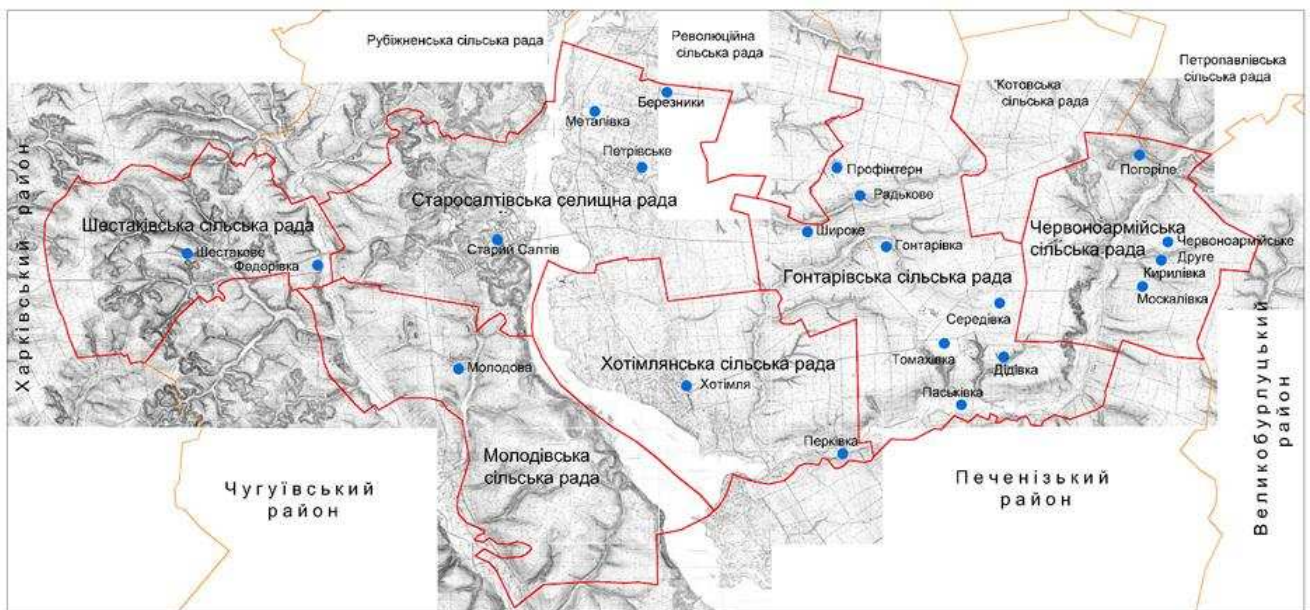 Рубіжненська сільська рада
Революційна
сільська рада
Петропавлівська
сільська рада
Котовська
сільська рада
Березники
Металівка
Петрівське
Профінтерн
Погоріле
Радькове
Старосалтівська селищна рада
Шестаківська сільська рада
Широке
Червоноармійська
сільська рада
Червоноармійське
Друге
Старий Салтів
Гонтарівка
Шестакове
Федорівка
Кирилівка
Гонтарівська сільська рада
Москалівка
Середівка
Харківський район
Томахівка
Дідівка
Хотімлянська сільська рада
Молодова
Хотімля
Паськівка
Великобурлуцький
район
Перківка
Молодівська
сільська рада
Чугуївський
район
Печенізький
район